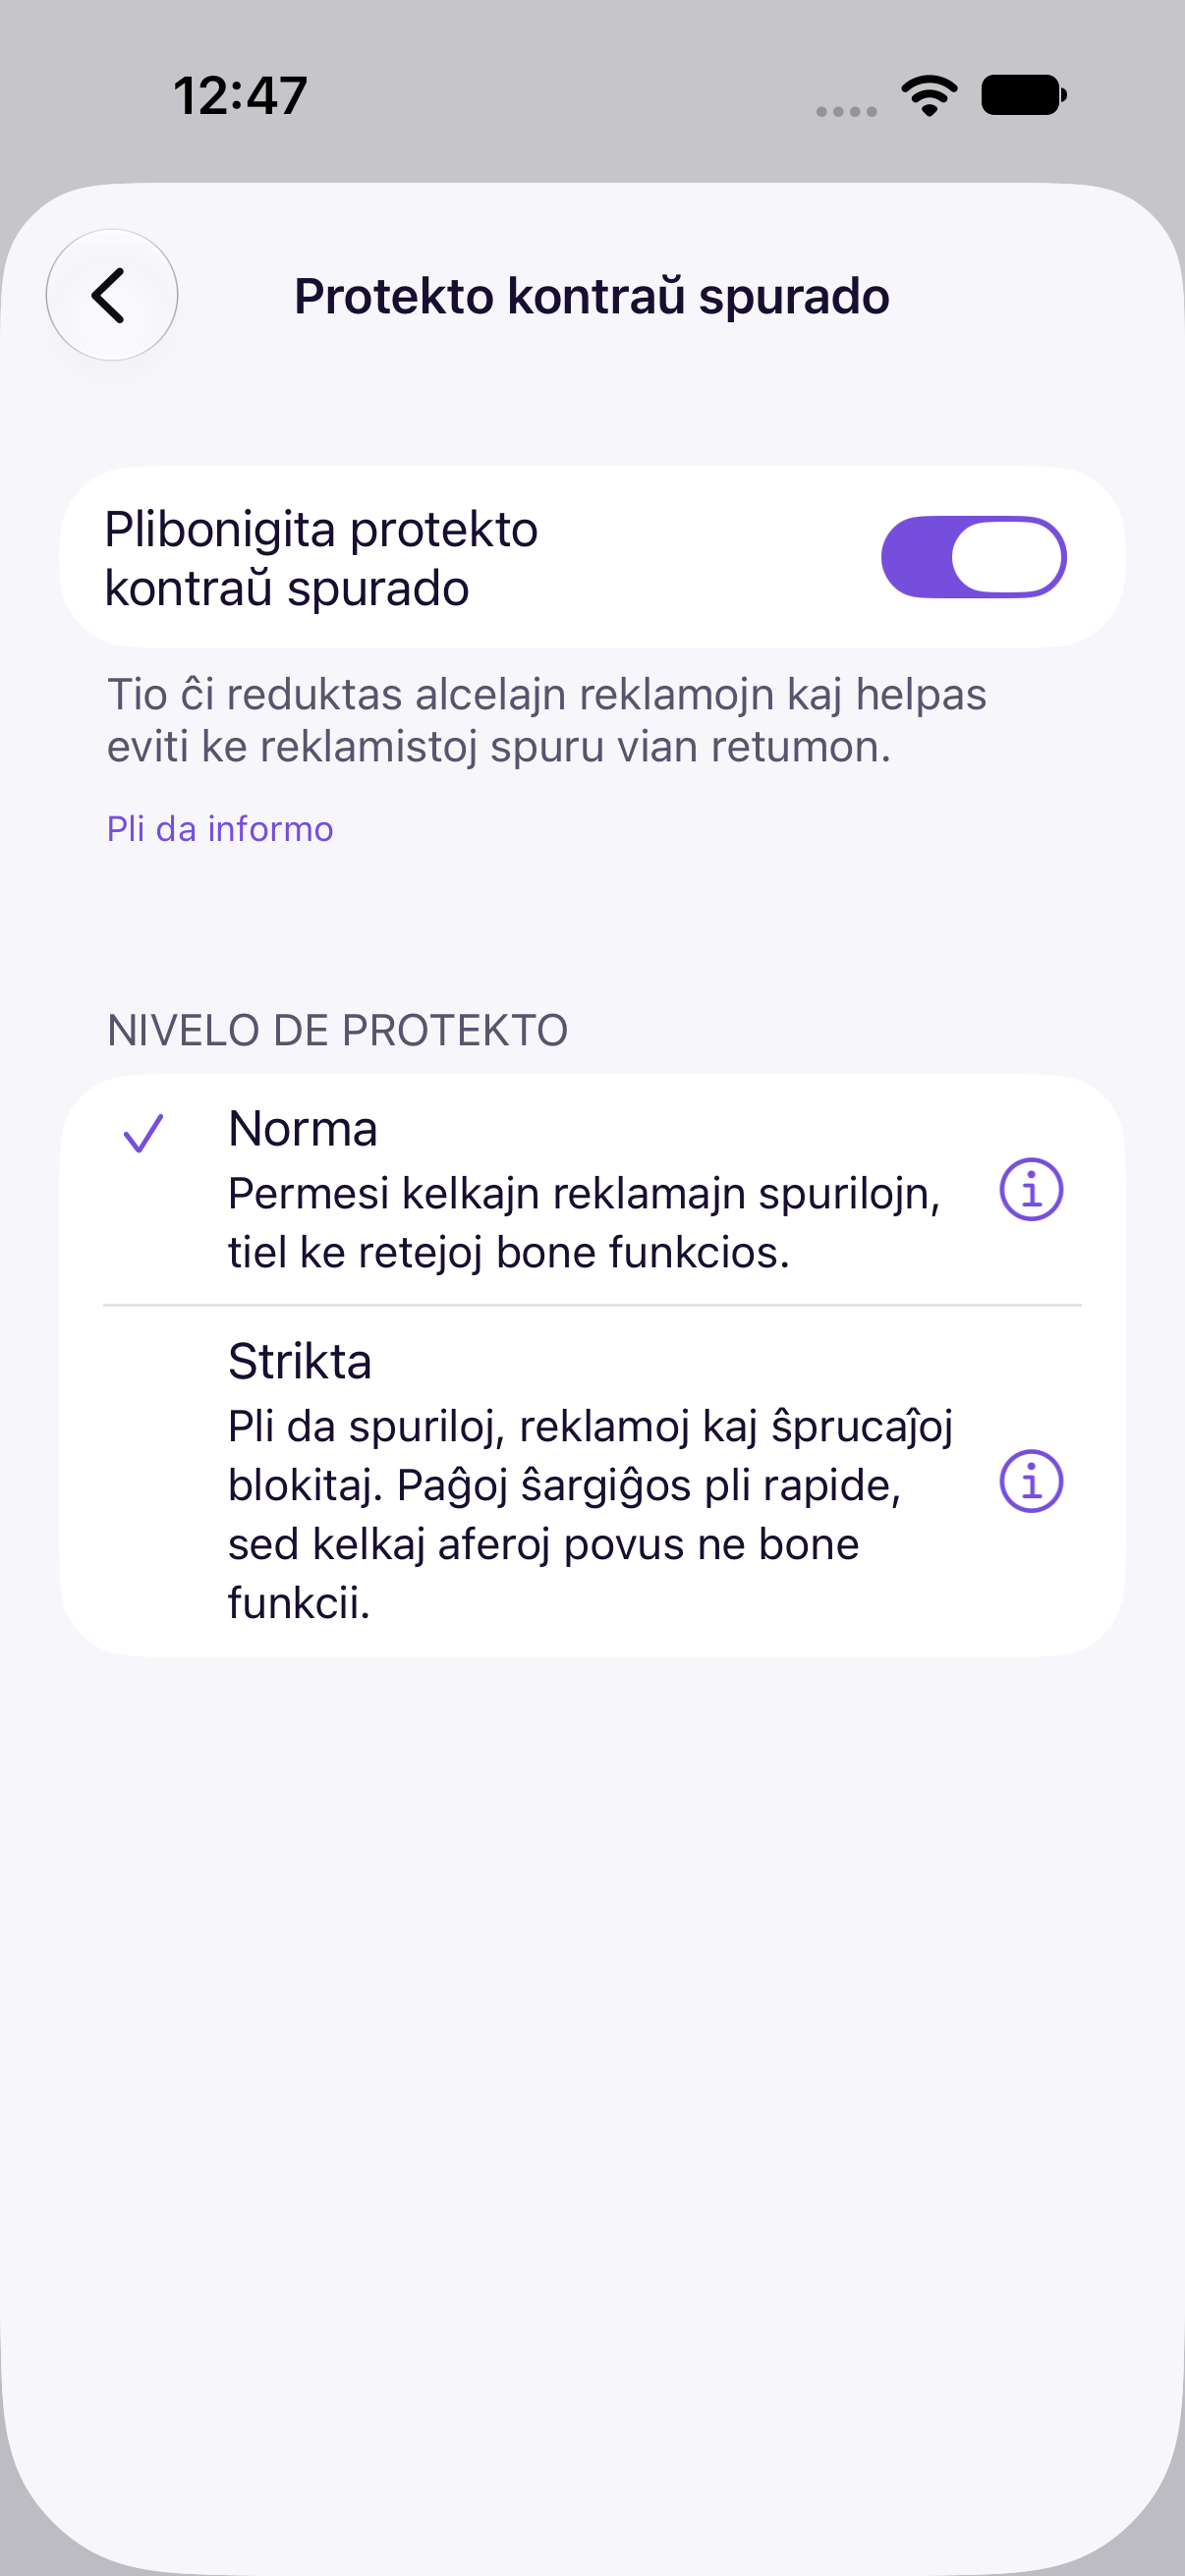 12:47
Protekto kontraŭ spurado
Plibonigita protekto
kontraŭ spurado
Tio ĉi reduktas alcelajn reklamojn kaj helpas
eviti ke reklamistoj spuru vian retumon.
Pli da informo
NIVELO DE PROTEKTO
Norma
Permesi kelkajn reklamajn spurilojn,
tiel ke retejoj bone funkcios.
Strikta
Pli da spuriloj, reklamoj kaj ŝprucaĵoj
blokitaj. Paĝoj ŝargiĝos pli rapide,
sed kelkaj aferoj povus ne bone
funkcii.